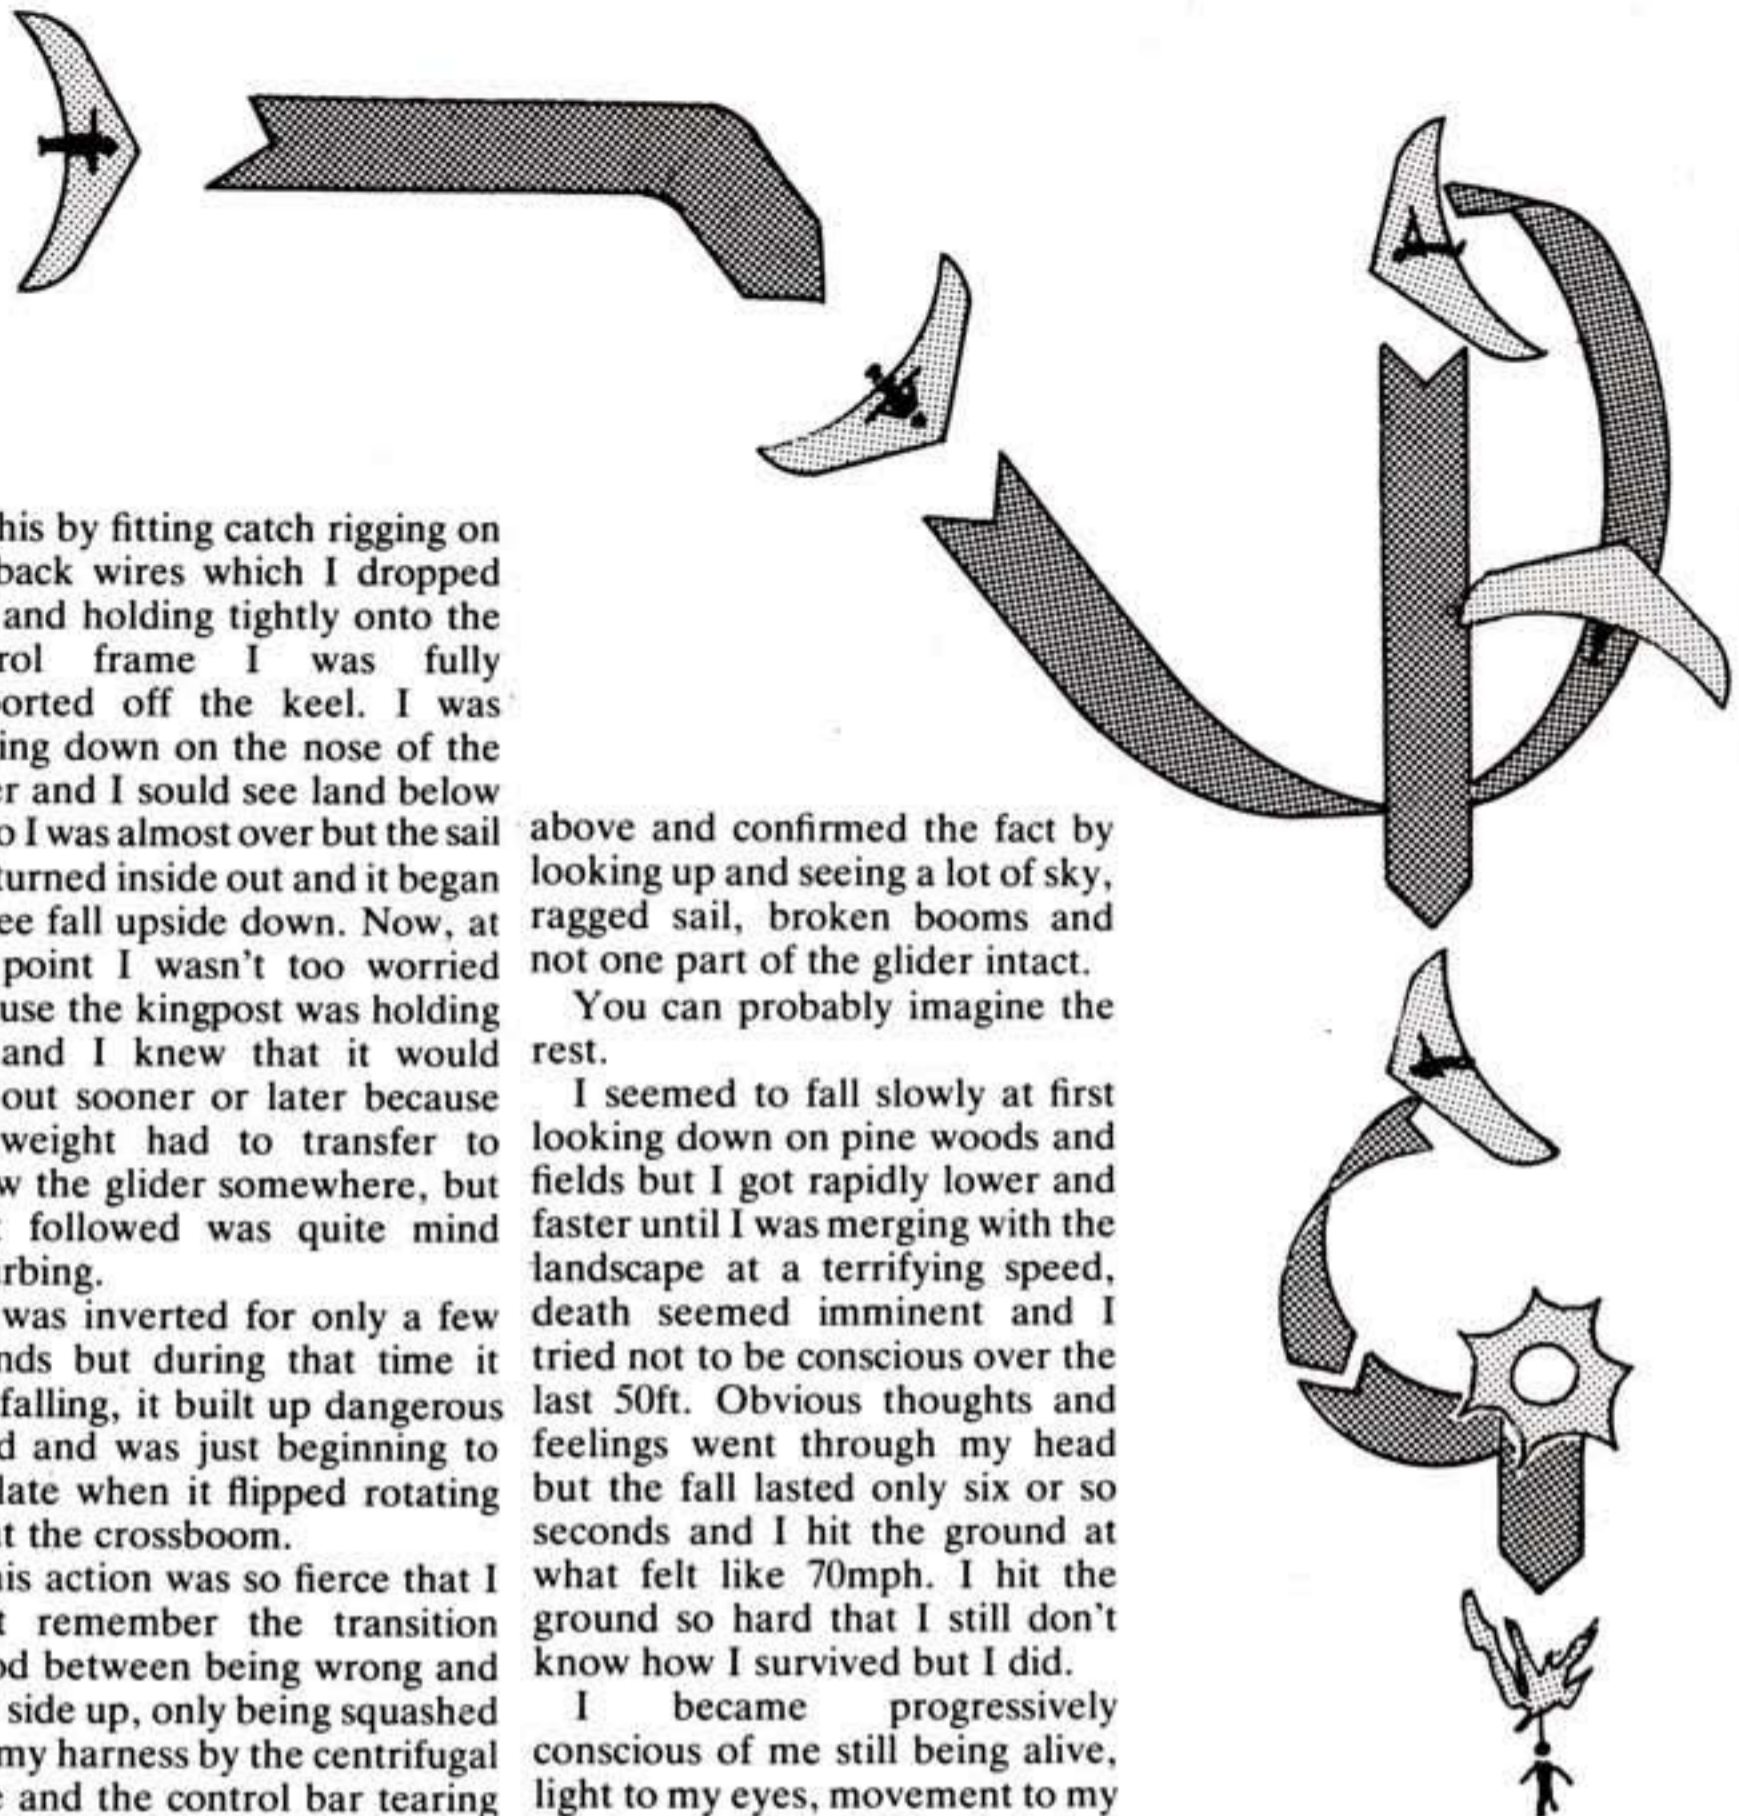 his by fitting catch rigging on
back wires which I dropped
and holding tightly onto the
rol frame I was fully
orted off the keel. I was
ing down on the nose of the
er and I sould see land below
o I was almost over but the sail
turned inside out and it began
ee fall upside down. Now, at
point I wasn't too worried
use the kingpost was holding
and I knew that it would
out sooner or later because
weight had to transfer to
w the glider somewhere, but
t followed was quite mind
rbing.
was inverted for only a few
nds but during that time it
falling, it built up dangerous
d and was just beginning to
late when it flipped rotating
t the crossboom.
is action was so fierce that I
t remember the transition
od between being wrong and
side up, only being squashed
my harness by the centrifugal
e and the control bar tearing
above and confirmed the fact by
looking up and seeing a lot of sky,
ragged sail, broken booms and
not one part of the glider intact.
You can probably imagine the
rest.
I seemed to fall slowly at first
looking down on pine woods and
fields but I got rapidly lower and
faster until I was merging with the
landscape at a terrifying speed,
death seemed imminent and I
tried not to be conscious over the
last 50ft. Obvious thoughts and
feelings went through my head
but the fall lasted only six or so
seconds and I hit the ground at
what felt like 70mph. I hit the
ground so hard that I still don't
know how I survived but I did.
I became progressively
conscious of me still being alive,
light to my eyes, movement to my